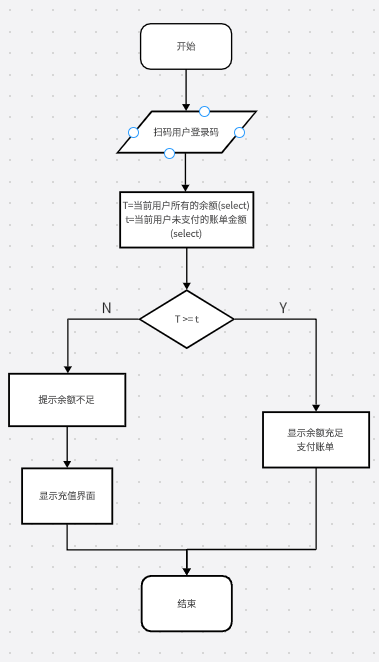 开始
扫码用户登录码
T=当前用户所有的余额(select)
t=当前用户未支付的账单金额
(select)
T >= t
N
Y
提示余额不足
显示余额充足
支付账单
显示充值界面
结束